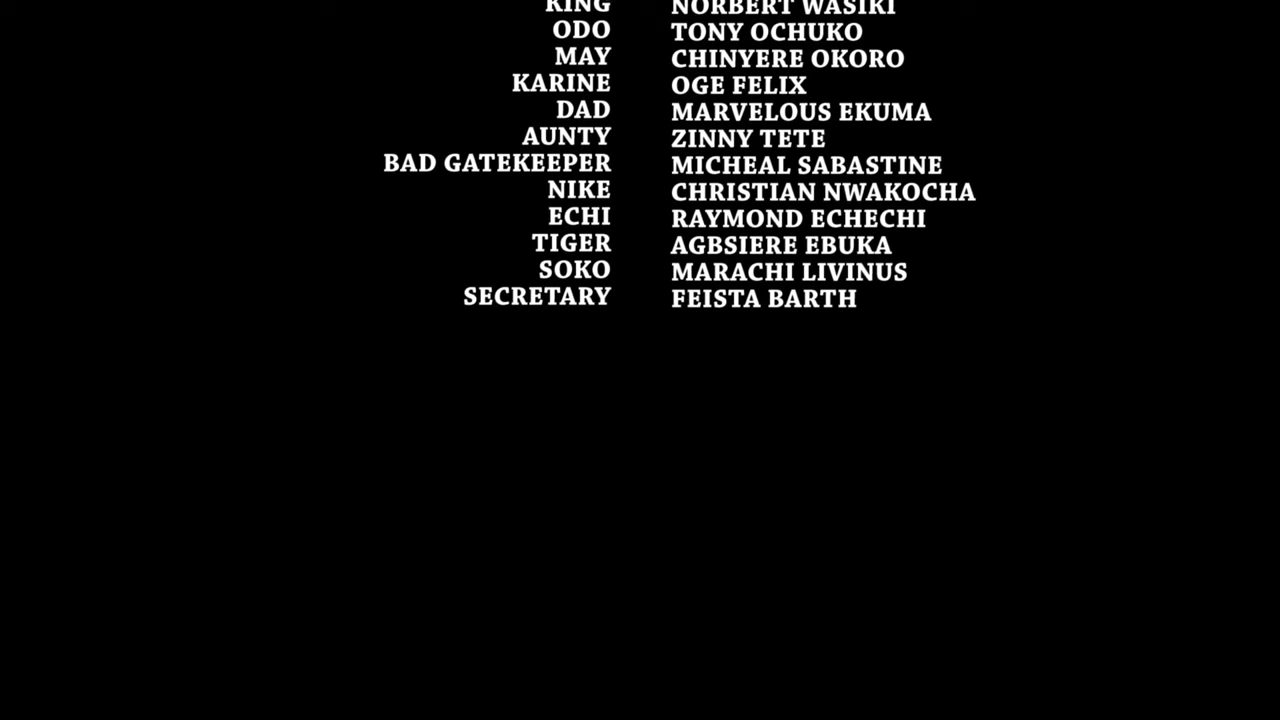 KING NORBERT WASIKI
ODO TONY OCHUKO
MAY CHINYERE OKORO
KARINE OGE FELIX
DAD MARVELOUS EKUMA
AUNTY ZINNY TETE
BAD GATEKEEPER MICHEAL SABASTINE
NIKE CHRISTIAN NWAKOCHA
ECHI RAYMOND ECHECHI
TIGER AGBSIERE EBUKA
SOKO MARACHI LIVINUS
SECRETARY FEISTA BARTH